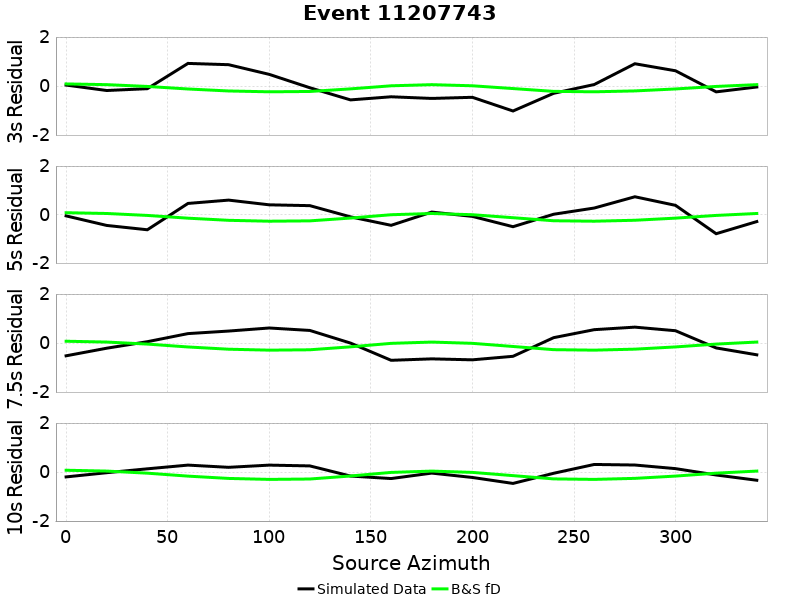 Event 11207743
3s Residual
2
0
-2
5s Residual
2
0
-2
7.5s Residual
2
0
-2
10s Residual
2
0
-2
0 50 100 150 200 250 300
Source Azimuth
Simulated Data B&S fD